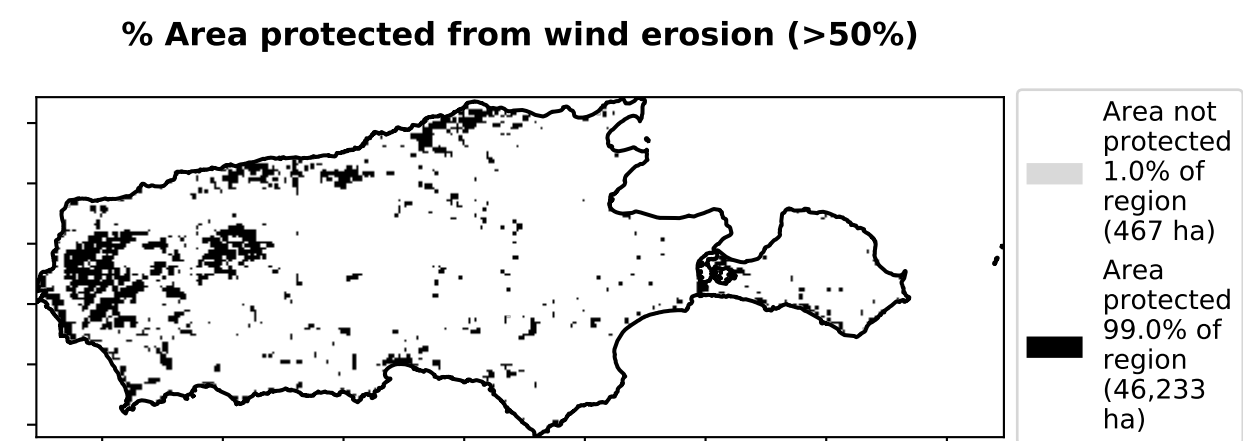 % Area protected from wind erosion (>50%)
Area not
protected
1.0% of
region
(467 ha)
Area
protected
99.0% of
region
(46,233
ha)